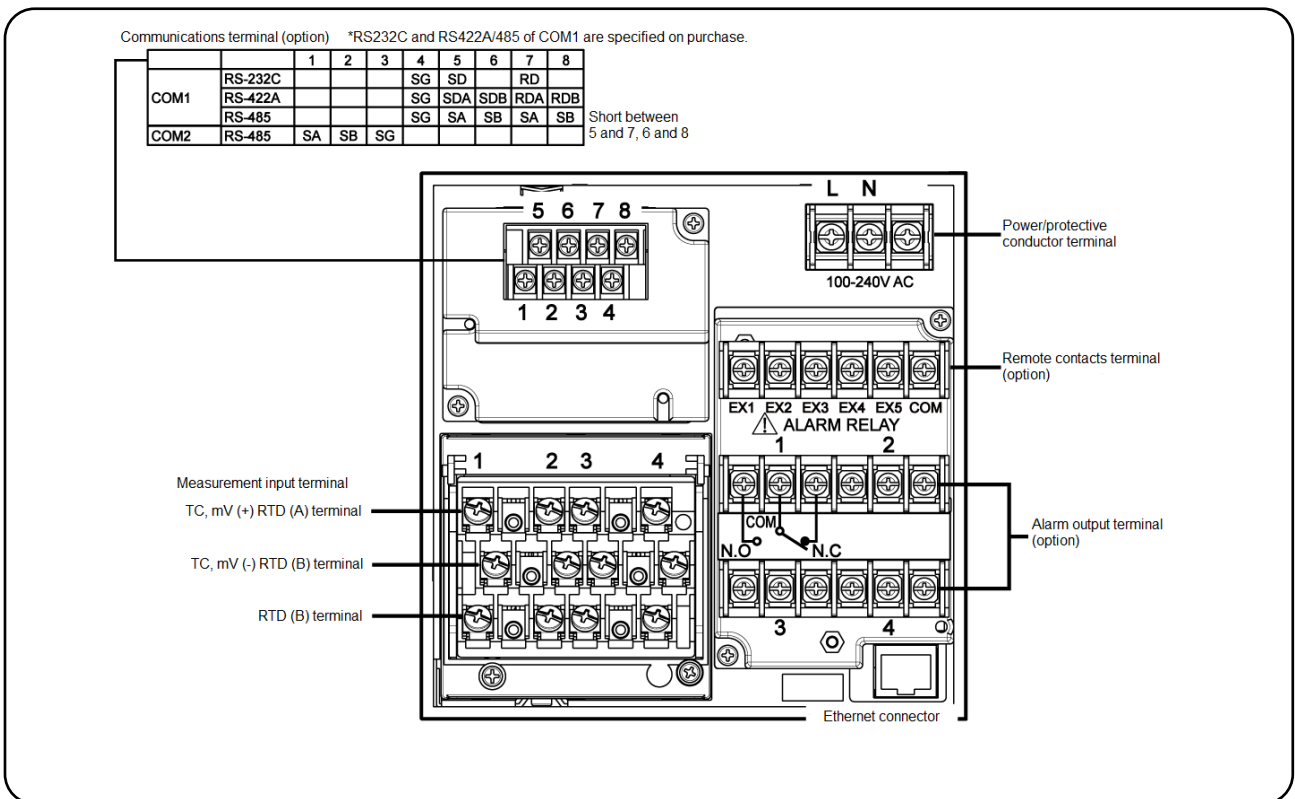 Communications terminal (option) *RS232C and RS422A/485 of COM1 are specified on purchase.
1 2 3 4 5 6 7 8
COM1 RS-232C SG SD RD
RS-422A SG SDA SDB RDA RDB
RS-485 SG SA SB SA SB
COM2 RS-485 SA SB SG
Short between
5 and 7, 6 and 8
5 6 7 8
1 2 3 4
L N
100-240V AC
Power/protective
conductor terminal
EX1 EX2 EX3 EX4 EX5 COM
Remote contacts terminal
(option)
ALARM RELAY
1 2
COM
N.O N.C
3 4
Alarm output terminal
(option)
1 2 3 4
Measurement input terminal
TC, mV (+) RTD (A) terminal
TC, mV (-) RTD (B) terminal
RTD (B) terminal
Ethernet connector